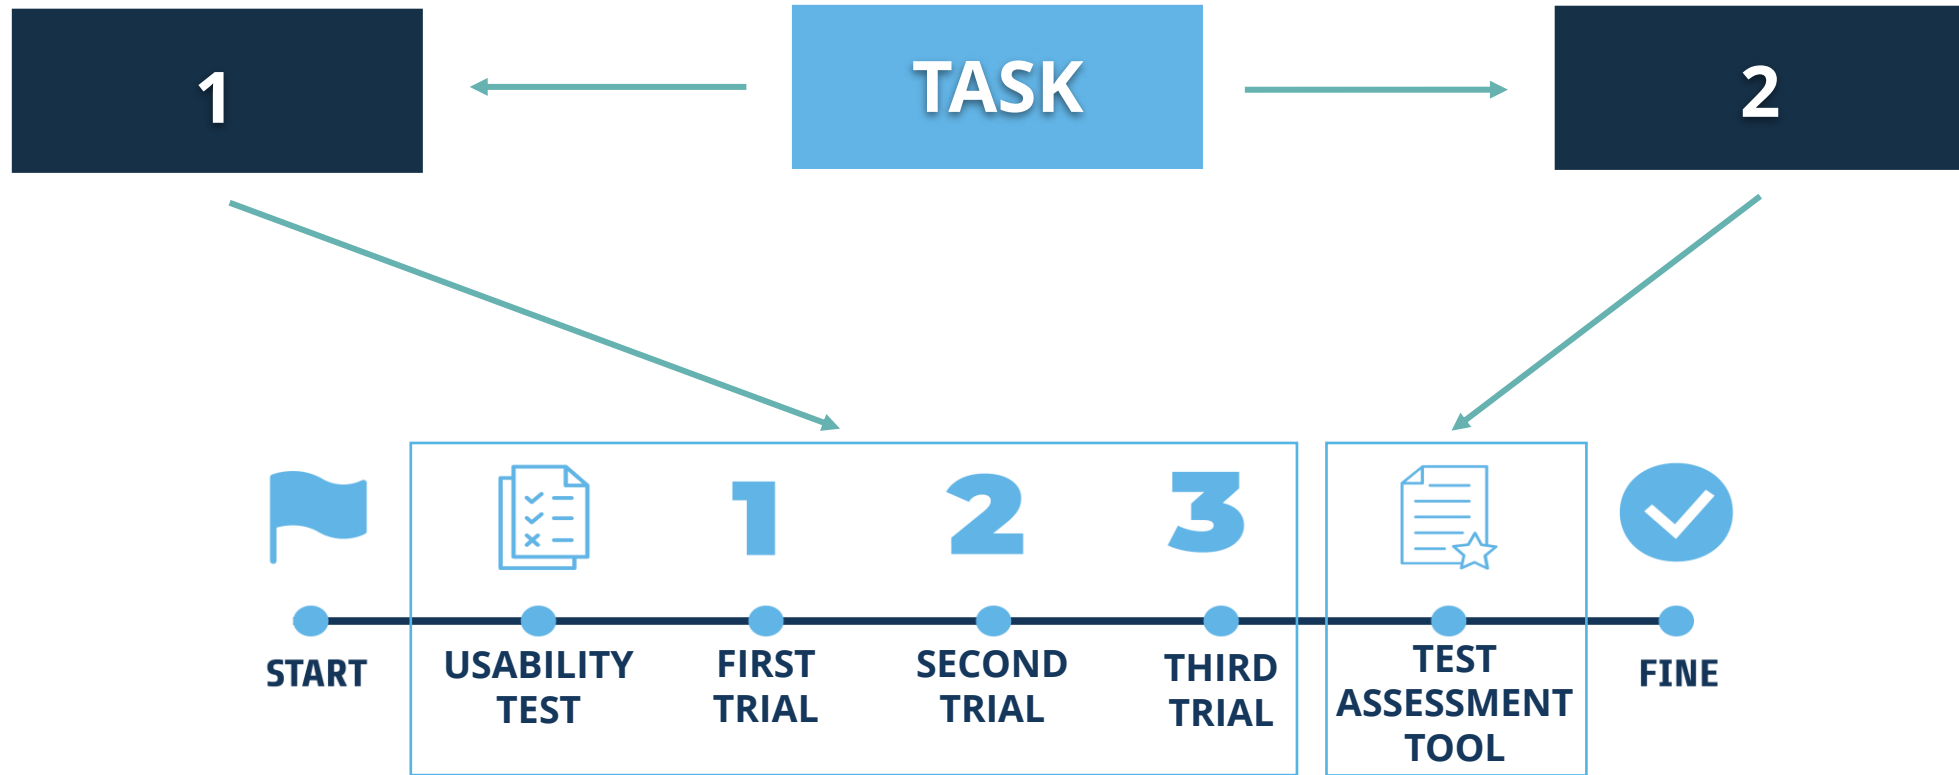 1
TASK
2
1
2
3
START
USABILITY
TEST
FIRST
TRIAL
SECOND
TRIAL
THIRD
TRIAL
TEST
ASSESSMENT
TOOL
FINE